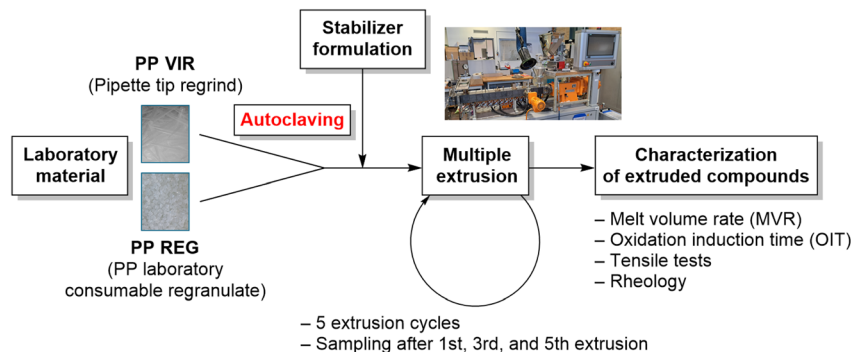 Stabilizer
formulation
PP VIR
(Pipette tip regrind)
Autoclaving
Laboratory
material
Multiple
extrusion
Characterization
of extruded compounds
PP REG
(PP laboratory
consumable regranulate)
– Melt volume rate (MVR)
– Oxidation induction time (OIT)
– Tensile tests
– Rheology
– 5 extrusion cycles
– Sampling after 1st, 3rd, and 5th extrusion